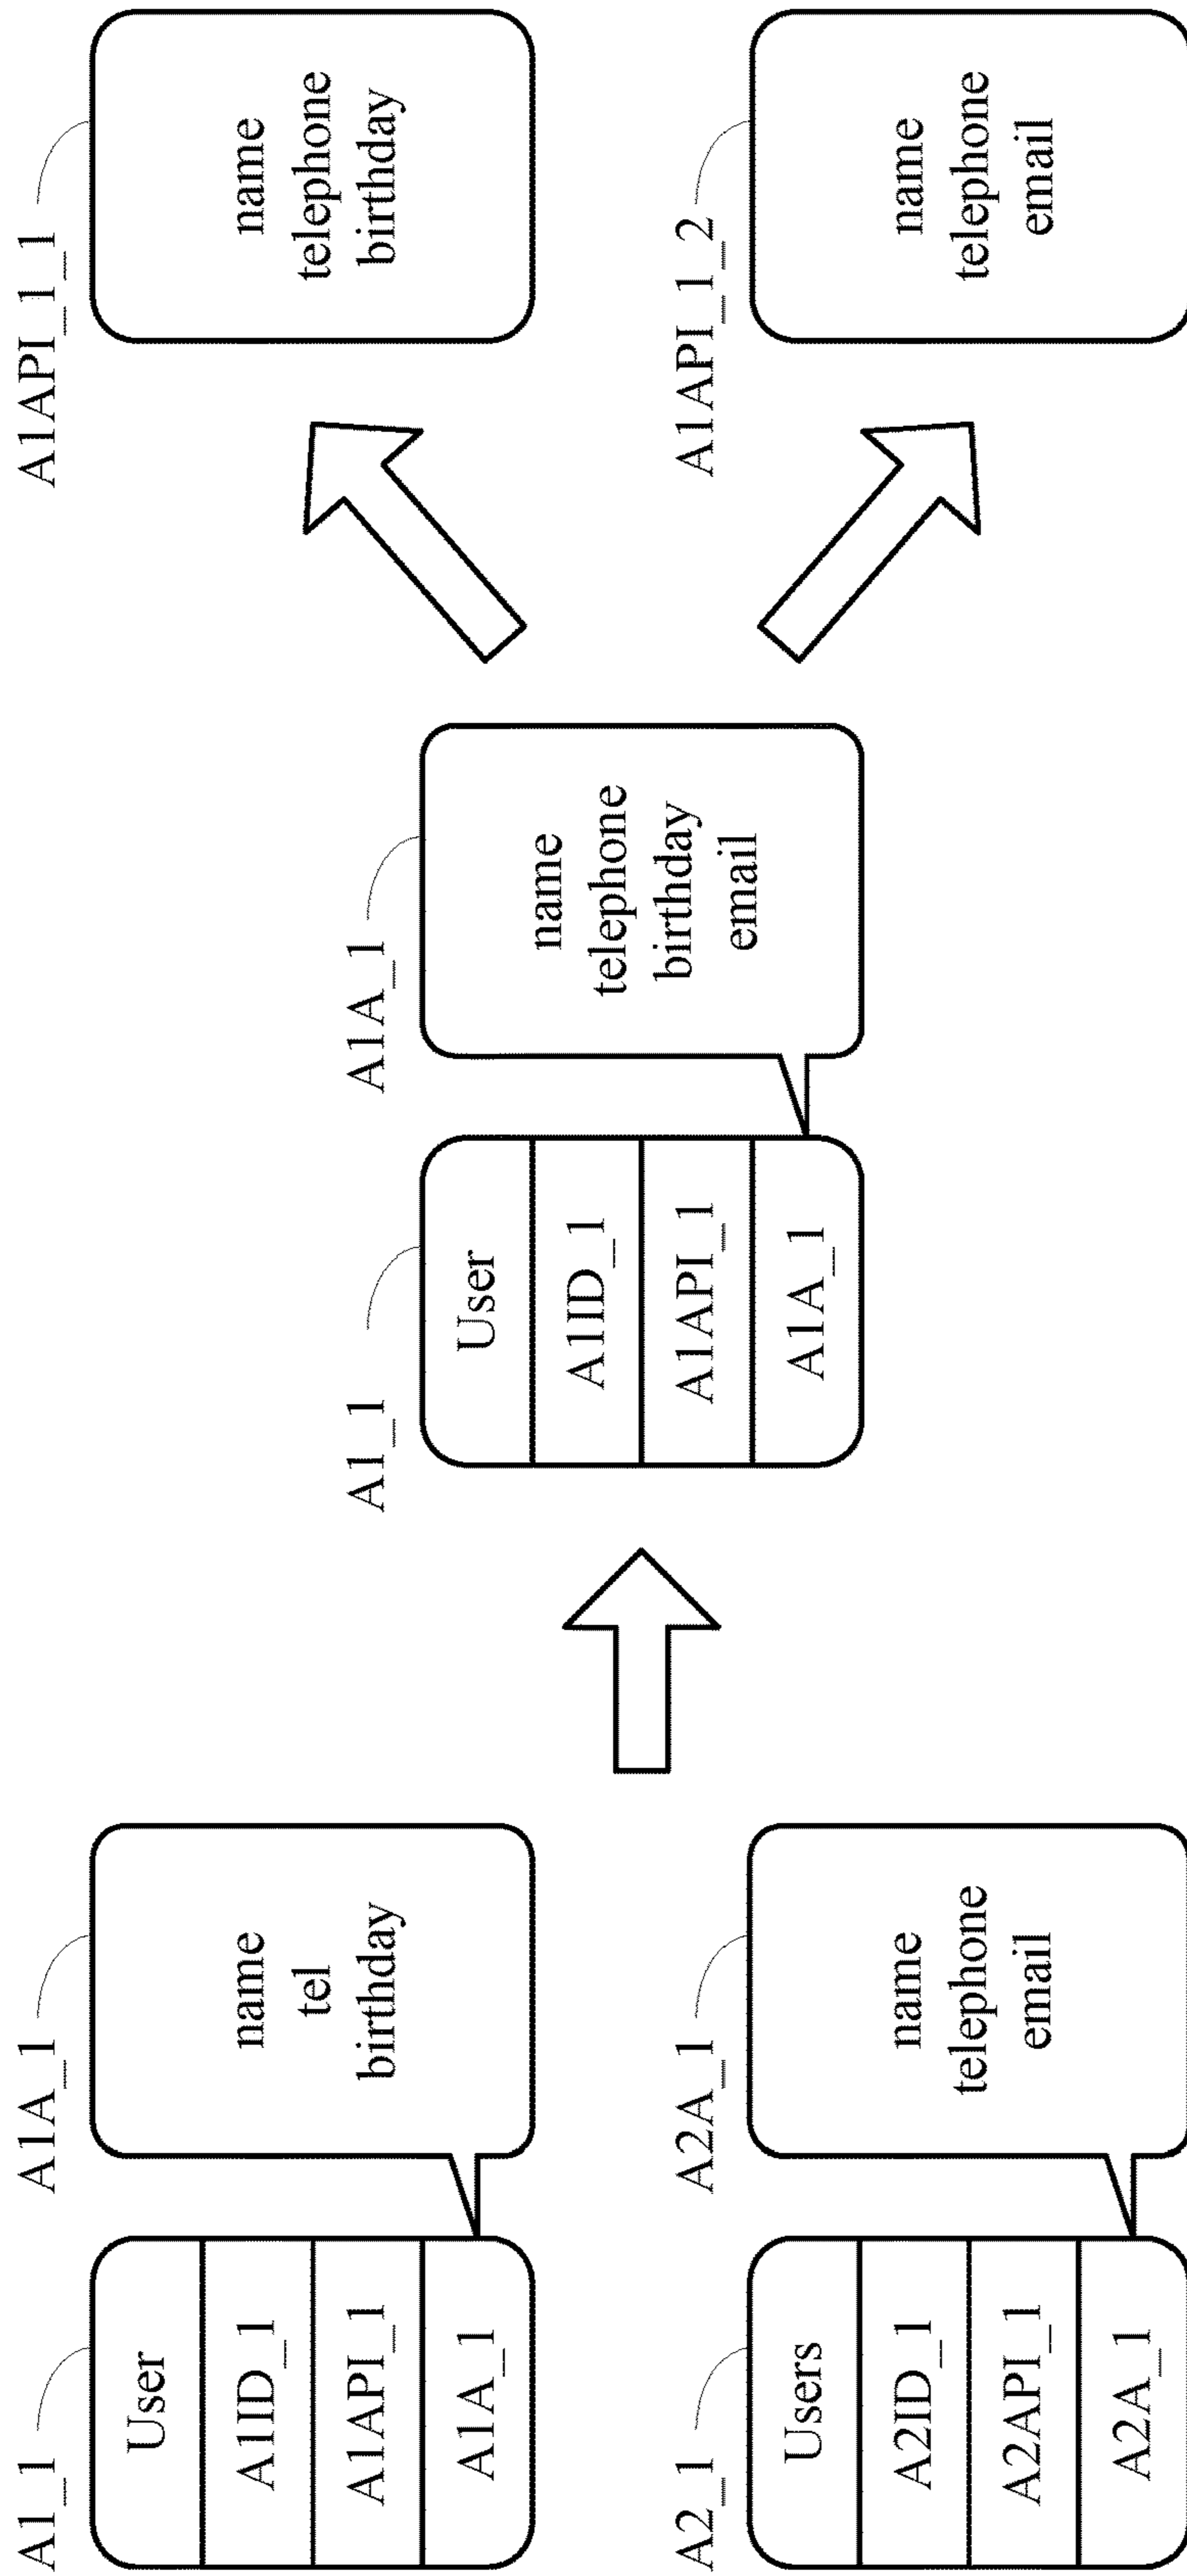 A1_1
User
A1ID_1
A1API_1
A1A_1
A1A_1
name
tel
birthday
A2_1
Users
A2ID_1
A2API_1
A2A_1
A2A_1
name
telephone
email
A1_1
User
A1ID_1
A1API_1
A1A_1
A1A_1
name
telephone
birthday
email
A1API_1_1
name
telephone
birthday
A1API_1_2
name
telephone
email